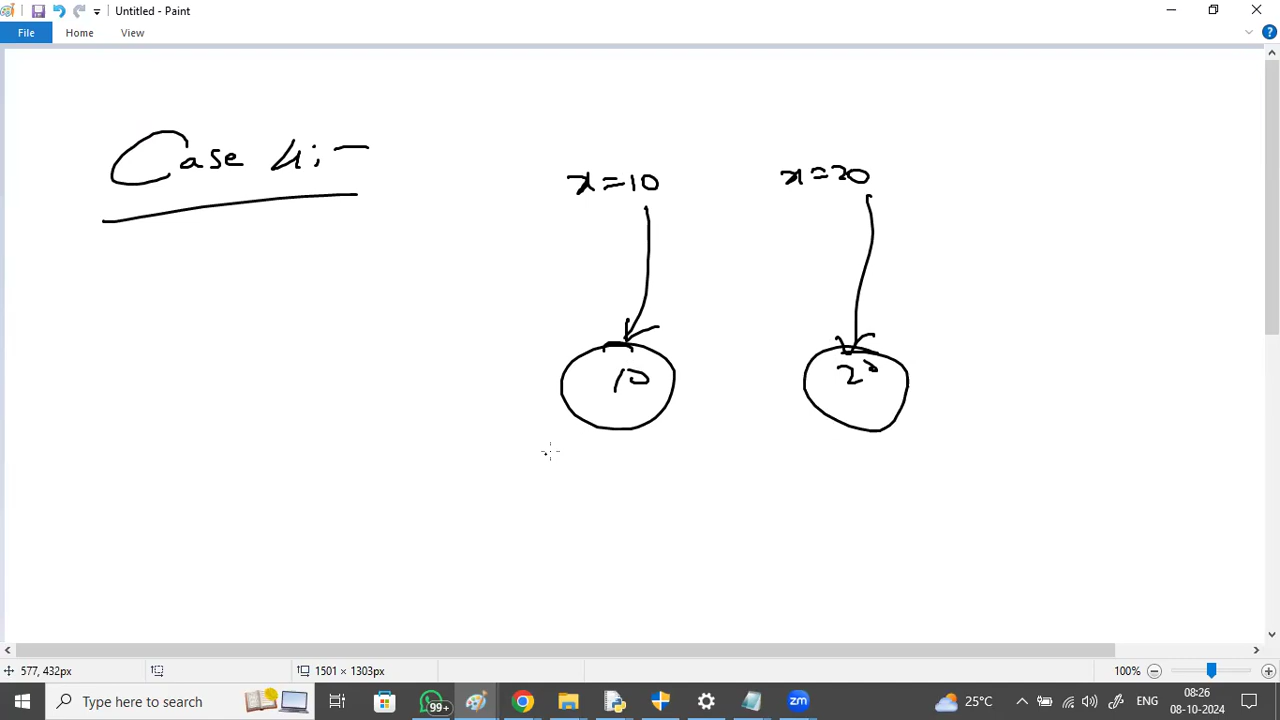 Untitled - Paint
File Home View
Case 4:-
x=10 x=20
10 20
577, 432px
1501 × 1303px
100%
Type here to search
99+
zm
25°C
ENG
08:26
08-10-2024